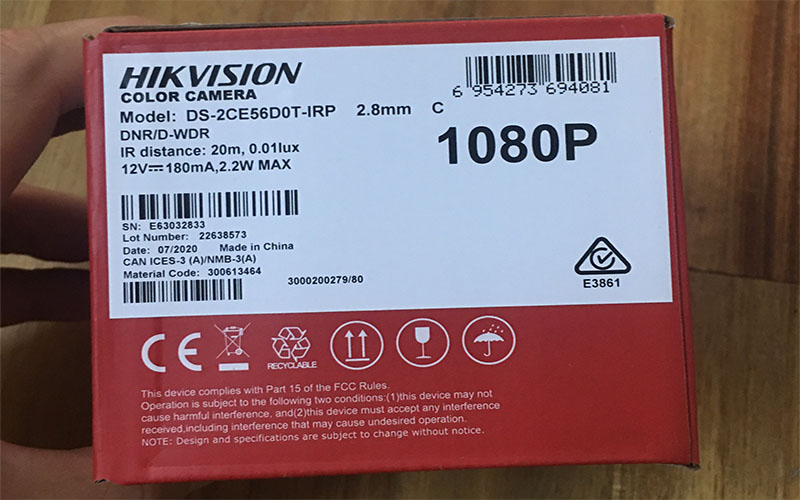 HIKVISION
COLOR CAMERA
Model: DS-2CE56D0T-IRP 2.8mm C
DNR/D-WDR
IR distance: 20m, 0.01lux
12V⎓180mA,2.2W MAX
6 954273 694081
1080P
SN: E63032833
Lot Number: 22638573
Date: 07/2020 Made in China
CAN ICES-3 (A)/NMB-3(A)
Material Code: 300613464
3000200279/80
E3861
CE
RECYCLABLE
This device complies with Part 15 of the FCC Rules.
Operation is subject to the following two conditions:(1)this device may not
cause harmful interference, and(2)this device must accept any interference
received,including interference that may cause undesired operation.
NOTE: Design and specifications are subject to change without notice.